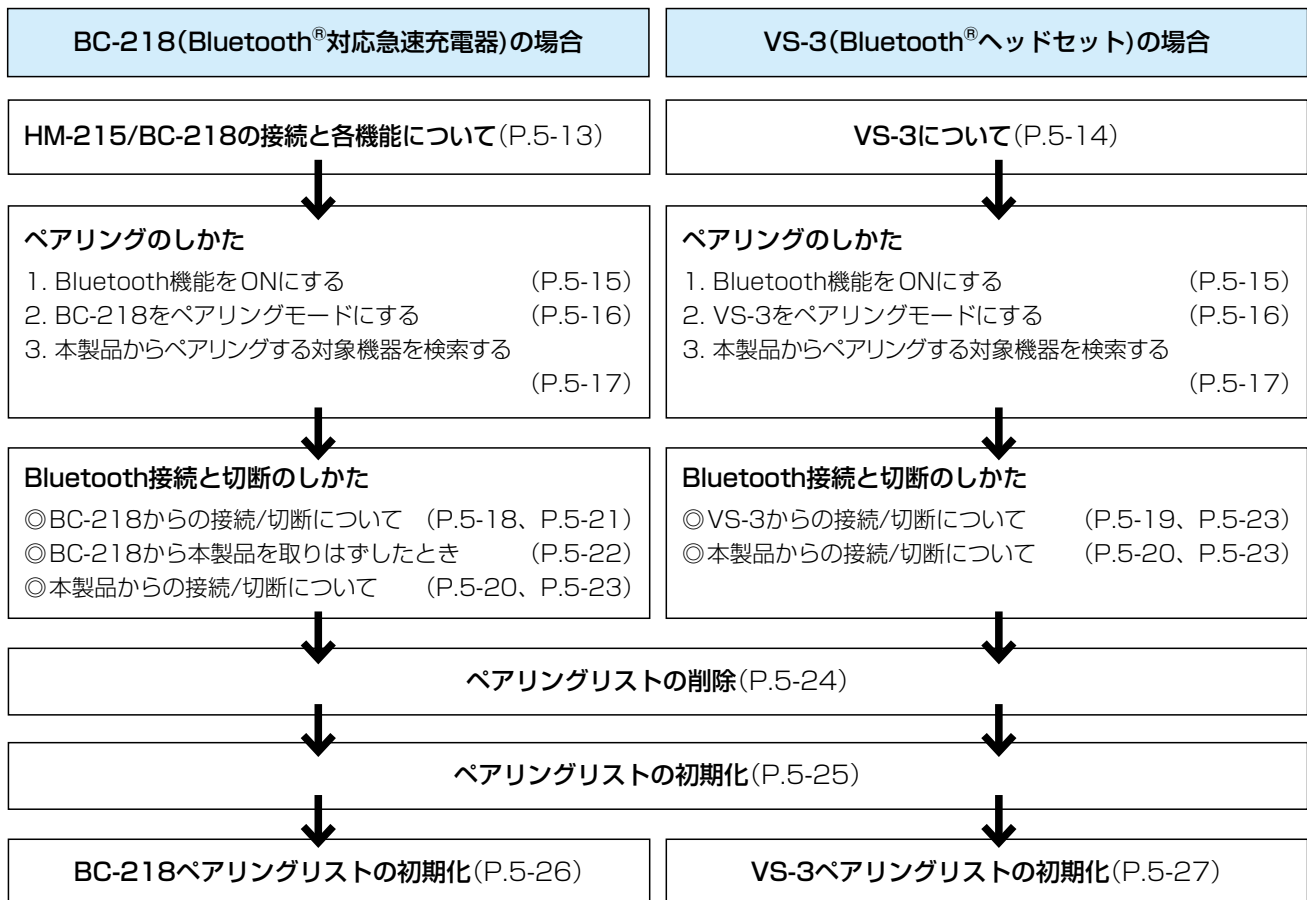 BC-218(Bluetooth®対応急速充電器)の場合
HM-215/BC-218の接続と各機能について(P.5-13)
ペアリングのしかた
1. Bluetooth機能をONにする (P.5-15)
2. BC-218をペアリングモードにする (P.5-16)
3. 本製品からペアリングする対象機器を検索する
(P.5-17)
Bluetooth接続と切断のしかた
◎BC-218からの接続/切断について (P.5-18、P.5-21)
◎BC-218から本製品を取りはずしたとき (P.5-22)
◎本製品からの接続/切断について (P.5-20、P.5-23)
VS-3(Bluetooth®ヘッドセット)の場合
VS-3について(P.5-14)
ペアリングのしかた
1. Bluetooth機能をONにする (P.5-15)
2. VS-3をペアリングモードにする (P.5-16)
3. 本製品からペアリングする対象機器を検索する
(P.5-17)
Bluetooth接続と切断のしかた
◎VS-3からの接続/切断について (P.5-19、P.5-23)
◎本製品からの接続/切断について (P.5-20、P.5-23)
ペアリングリストの削除(P.5-24)
ペアリングリストの初期化(P.5-25)
BC-218ペアリングリストの初期化(P.5-26)
VS-3ペアリングリストの初期化(P.5-27)